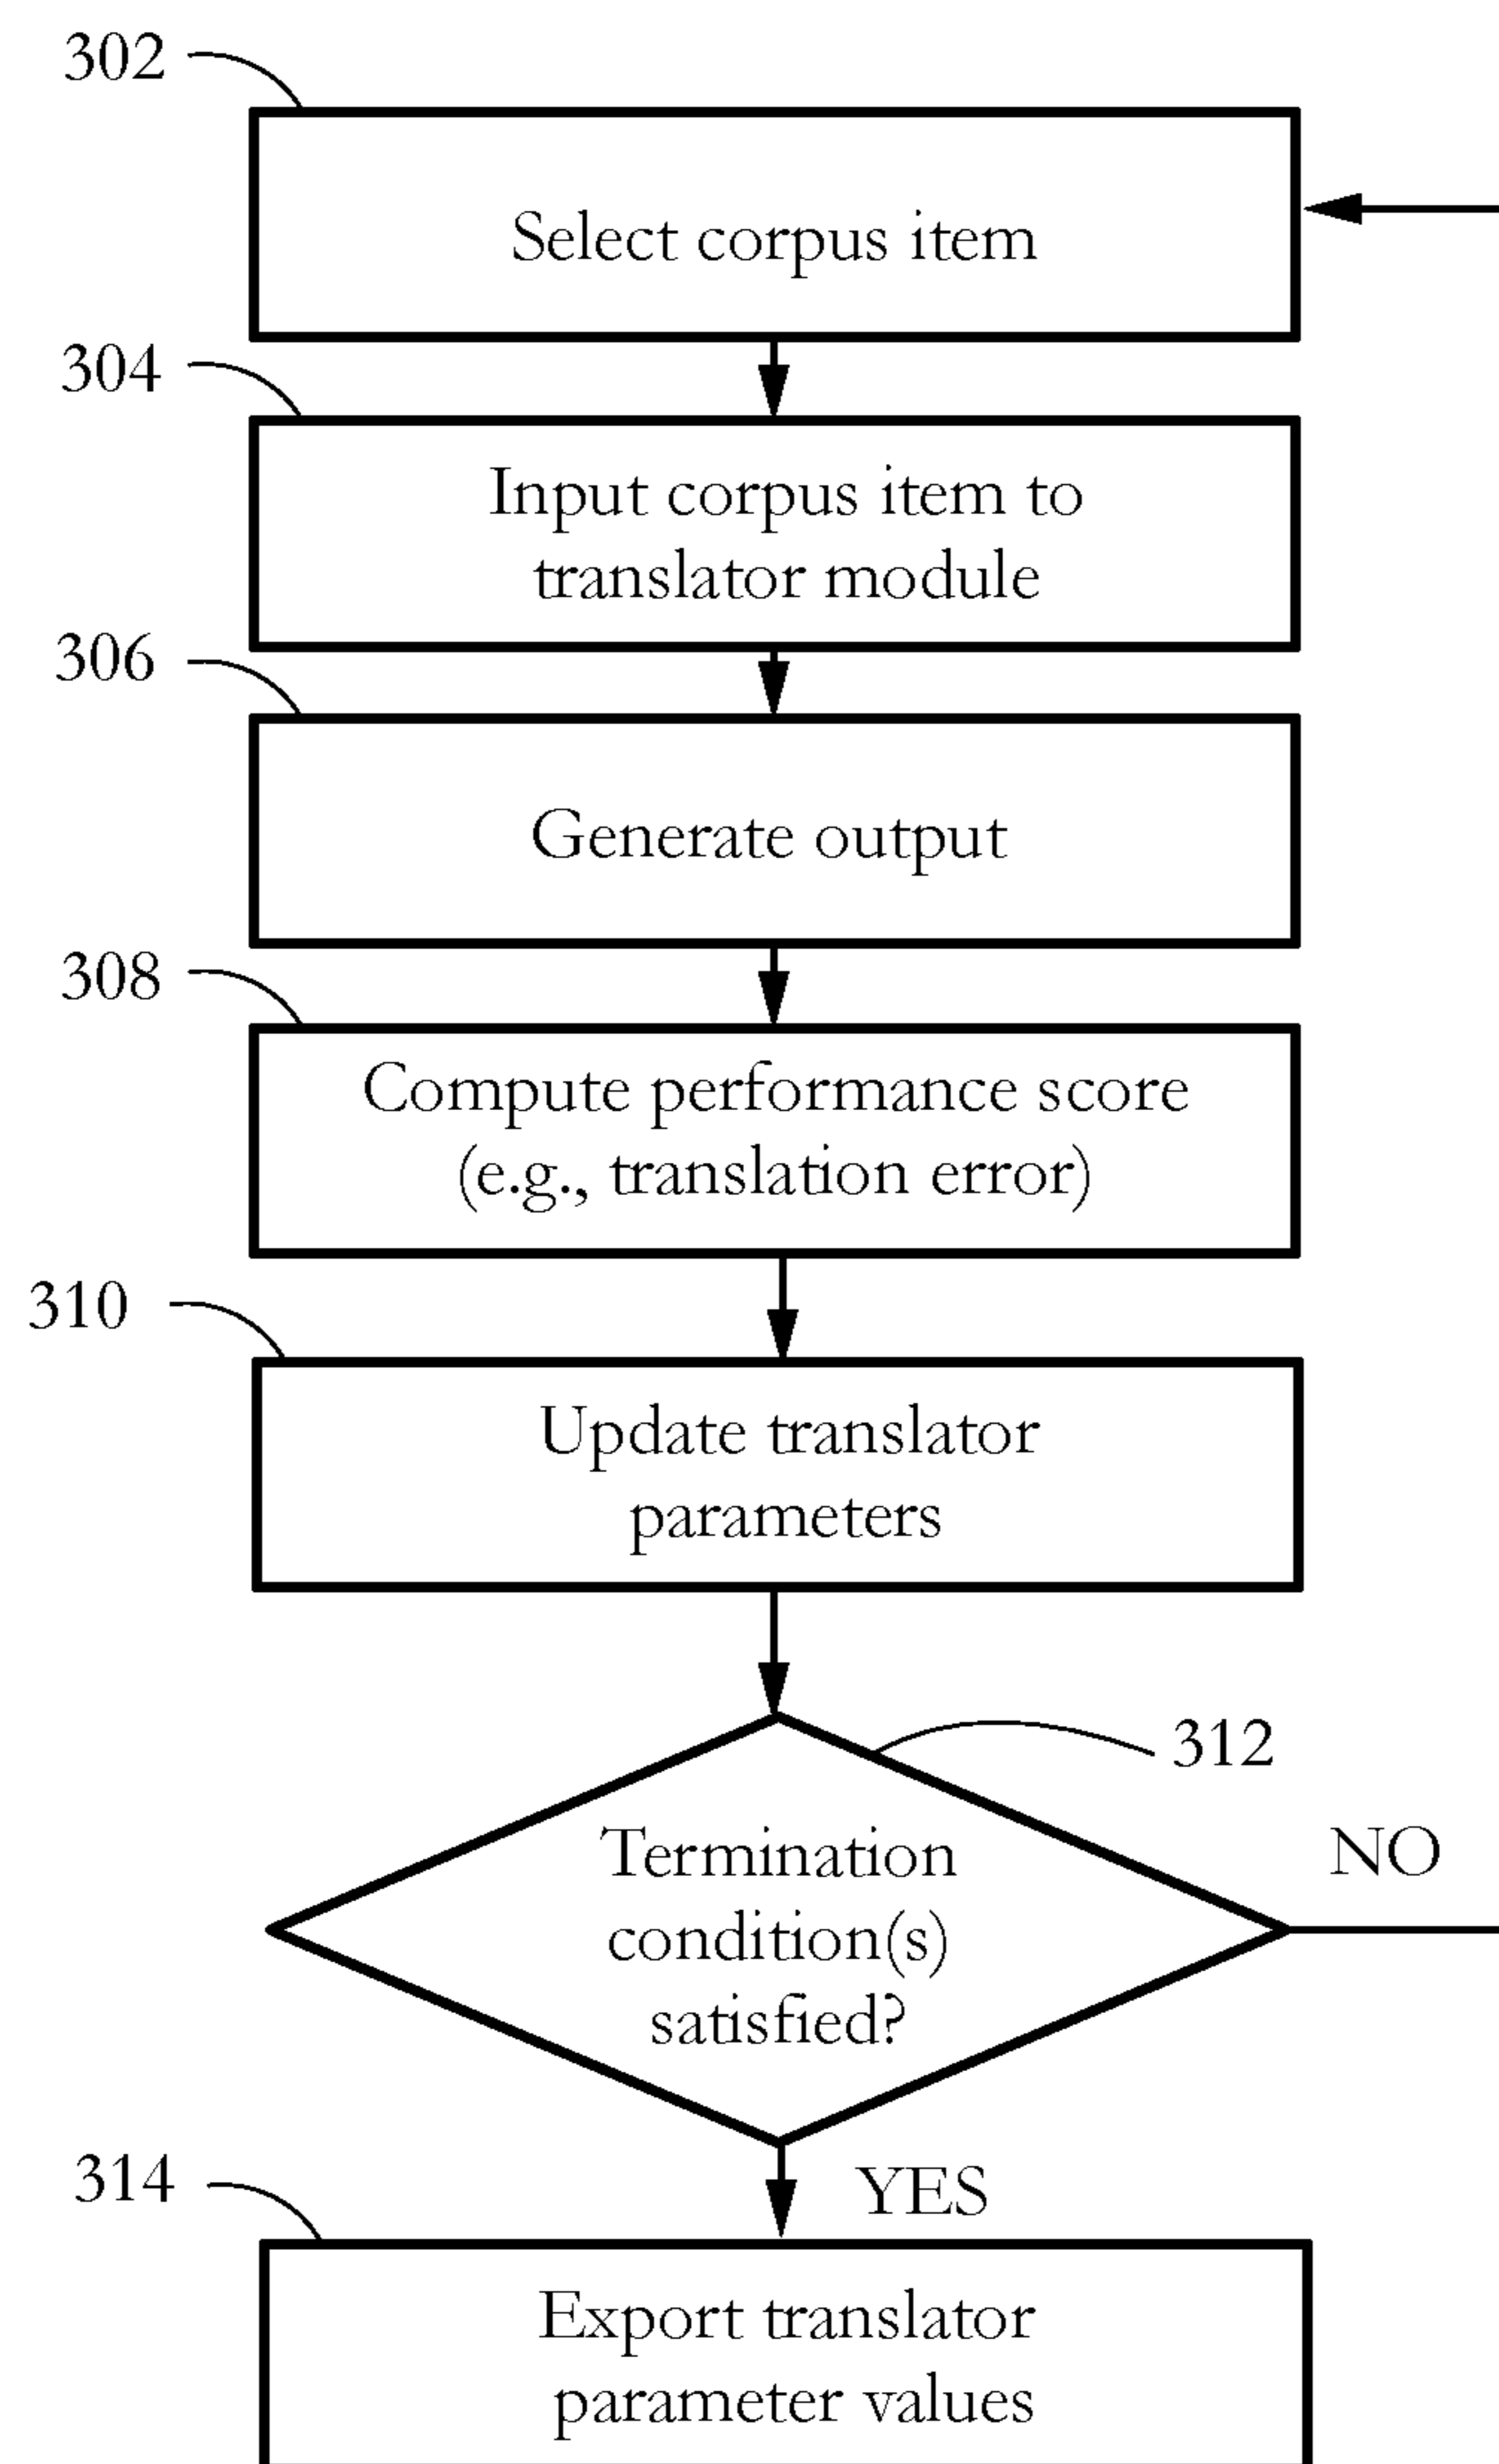 302
Select corpus item
304
Input corpus item to
translator module
306
Generate output
308
Compute performance score
(e.g., translation error)
310
Update translator
parameters
312
Termination
condition(s)
satisfied?
NO
YES
314
Export translator
parameter values